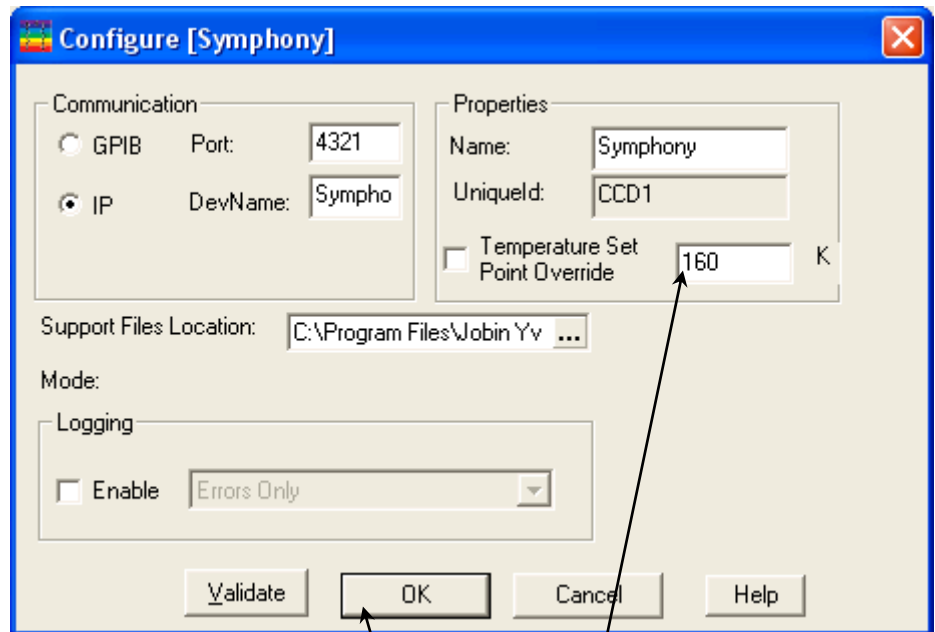 Configure [Symphony]
Communication
GPIB Port: 4321
IP DevName: Sympho
Properties
Name: Symphony
UniqueId: CCD1
Temperature Set
Point Override 160 K
Support Files Location: C:\Program Files\Jobin Yv ...
Mode:
Logging
Enable Errors Only
Validate OK Cancel Help